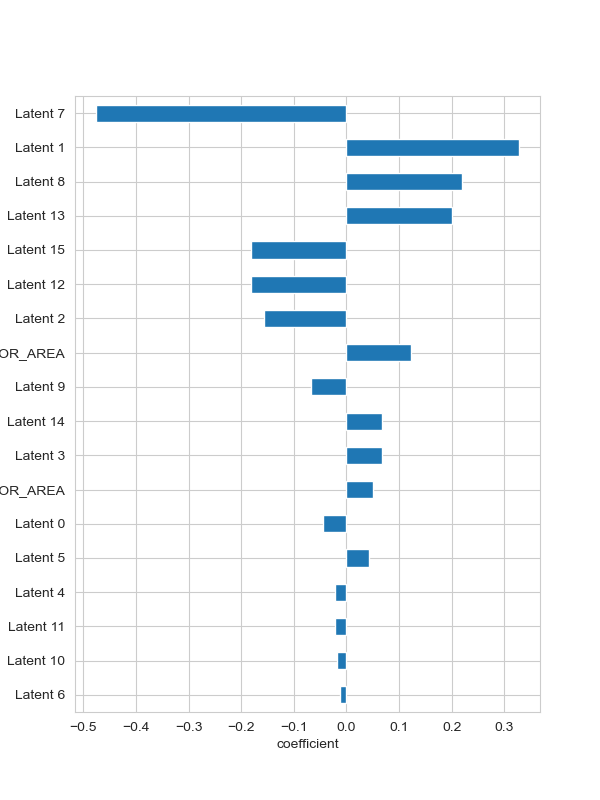 Latent 7
Latent 1
Latent 8
Latent 13
Latent 15
Latent 12
Latent 2
OR_AREA
Latent 9
Latent 14
Latent 3
OR_AREA
Latent 0
Latent 5
Latent 4
Latent 11
Latent 10
Latent 6
−0.5 −0.4 −0.3 −0.2 −0.1 0.0 0.1 0.2 0.3
coefficient